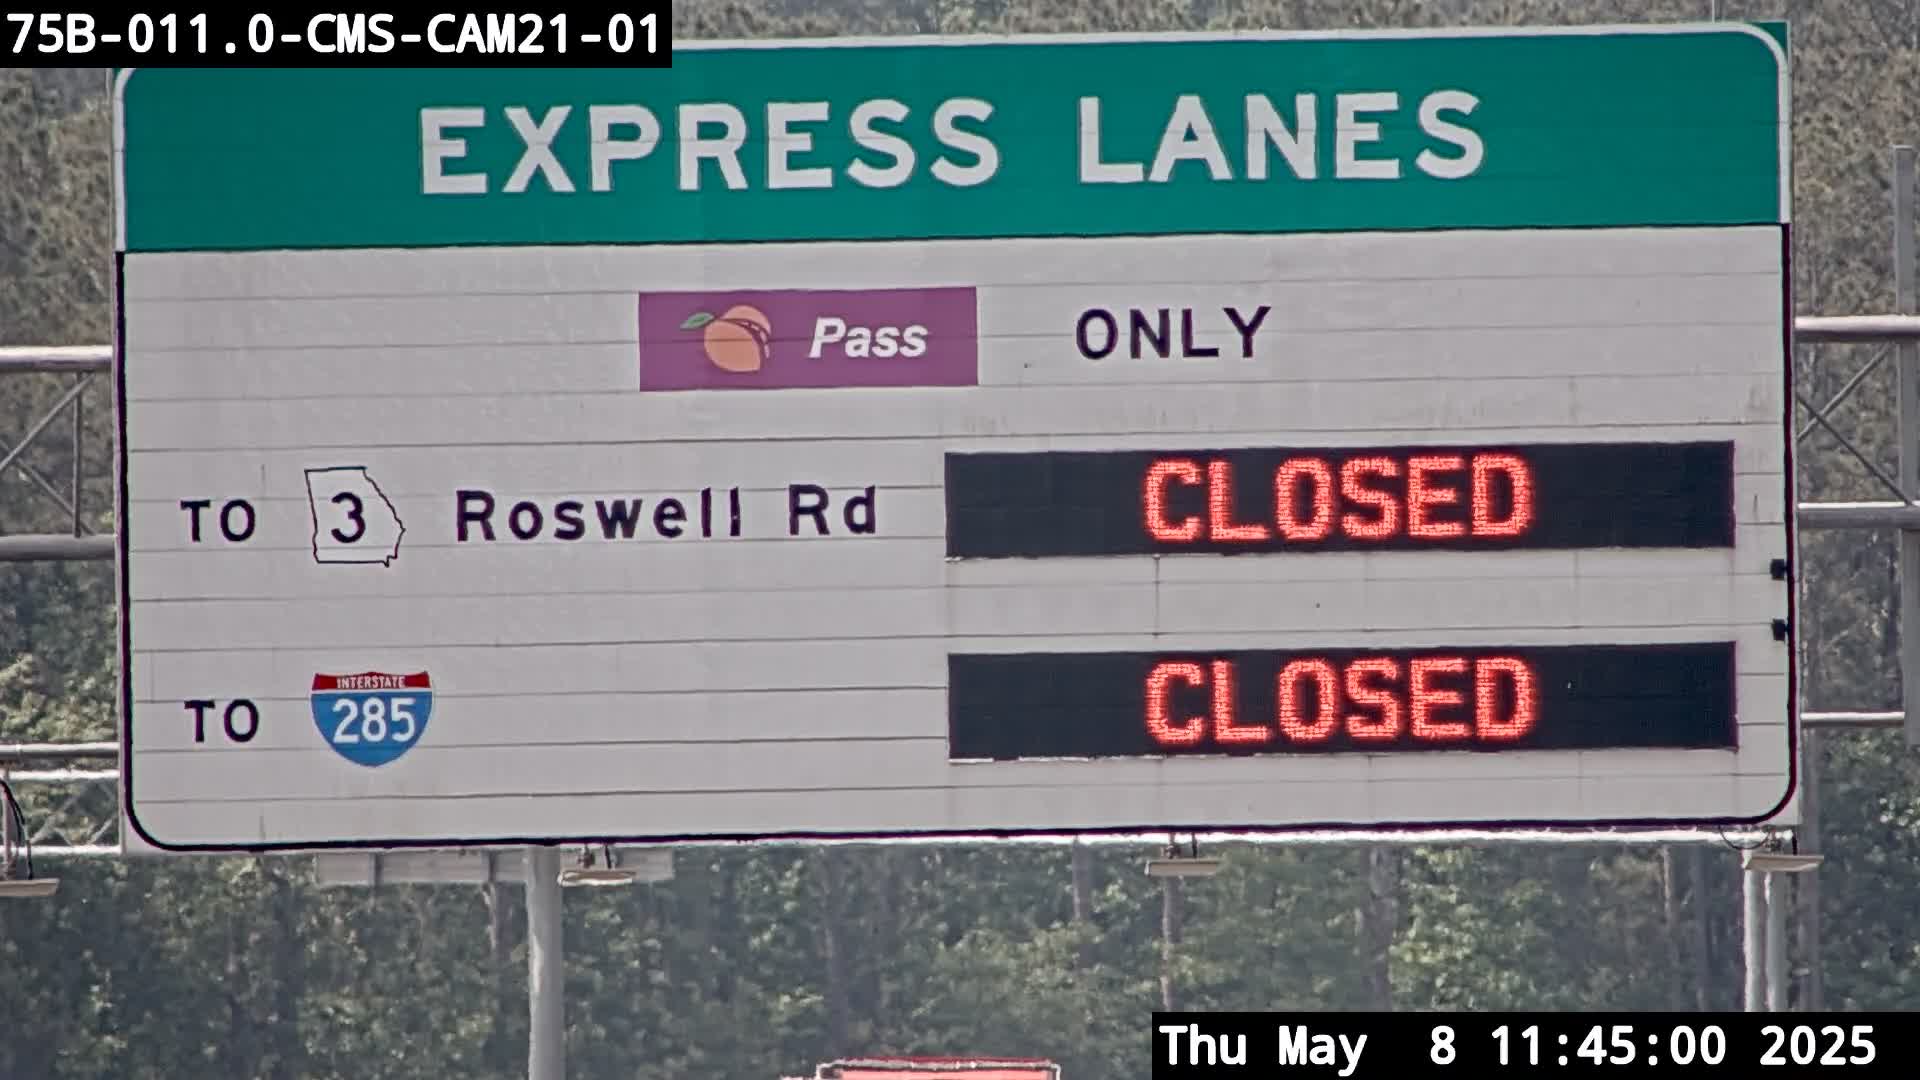 75B-011.0-CMS-CAM21-01
EXPRESS LANES
Pass ONLY
TO 3 Roswell Rd CLOSED
TO INTERSTATE 285 CLOSED
Thu May 8 11:45:00 2025